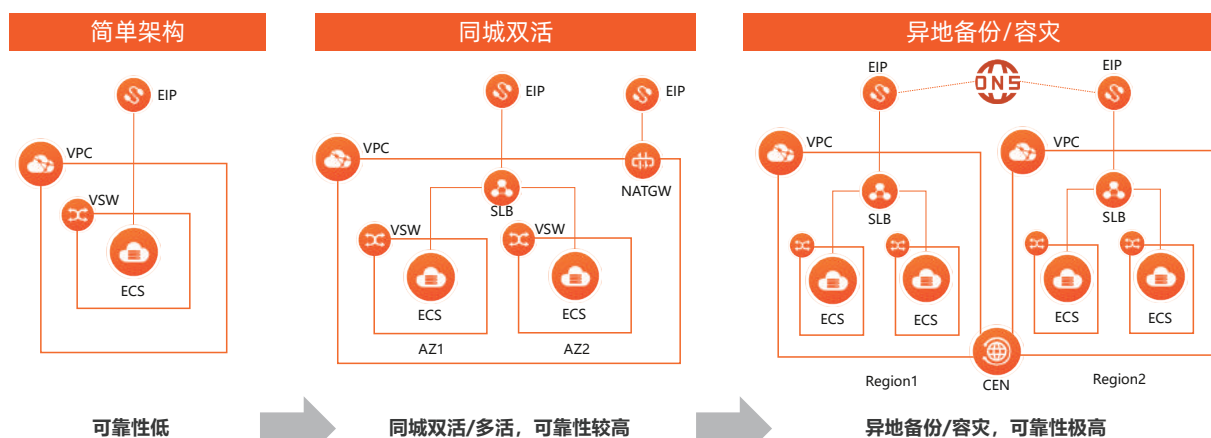 简单架构
EIP
VPC
VSW
ECS
可靠性低
同城双活
EIP
EIP
VPC
NATGW
SLB
VSW
VSW
ECS
ECS
AZ1
AZ2
同城双活/多活，可靠性较高
异地备份/容灾
EIP
DNS
EIP
VPC
VPC
SLB
SLB
ECS
ECS
ECS
ECS
Region1
CEN
Region2
异地备份/容灾，可靠性极高